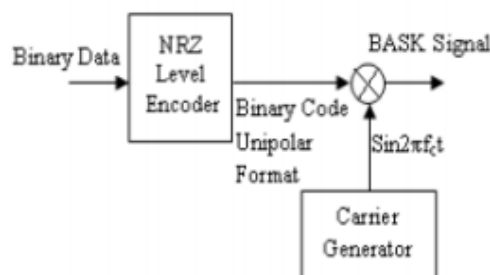 Binary Data
NRZ
Level
Encoder
Binary Code
Unipolar
Format
BASK Signal
Sin2πfct
Carrier
Generator